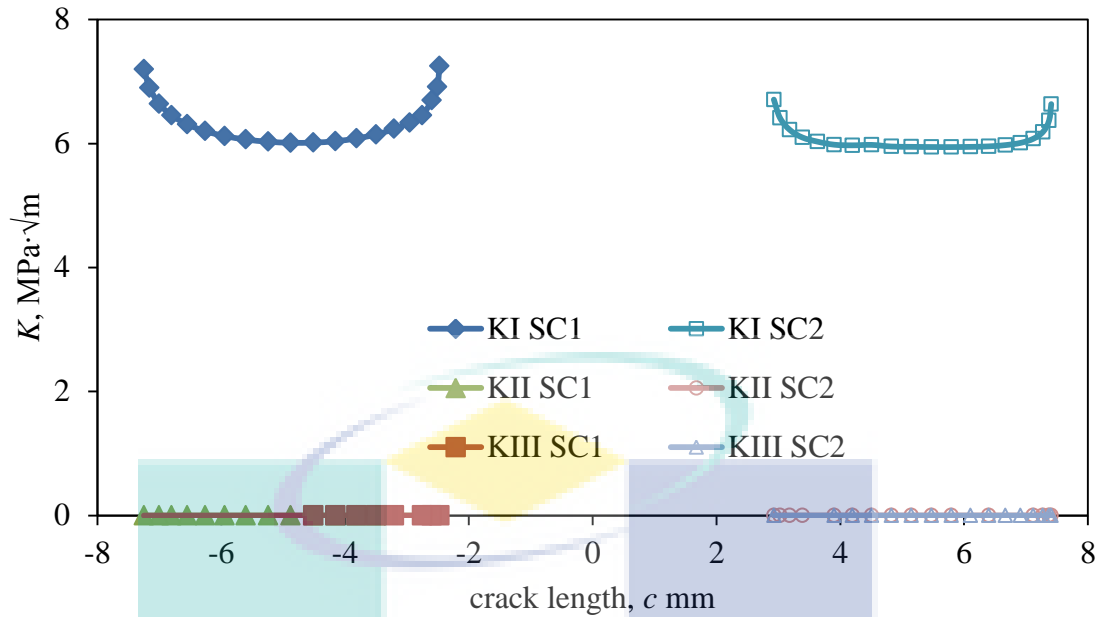 8
6
4
2
0
K, MPa·√m
KI SC1
KI SC2
KII SC1
KII SC2
KIII SC1
KIII SC2
-8 -6 -4 -2 0 2 4 6 8
crack length, c mm